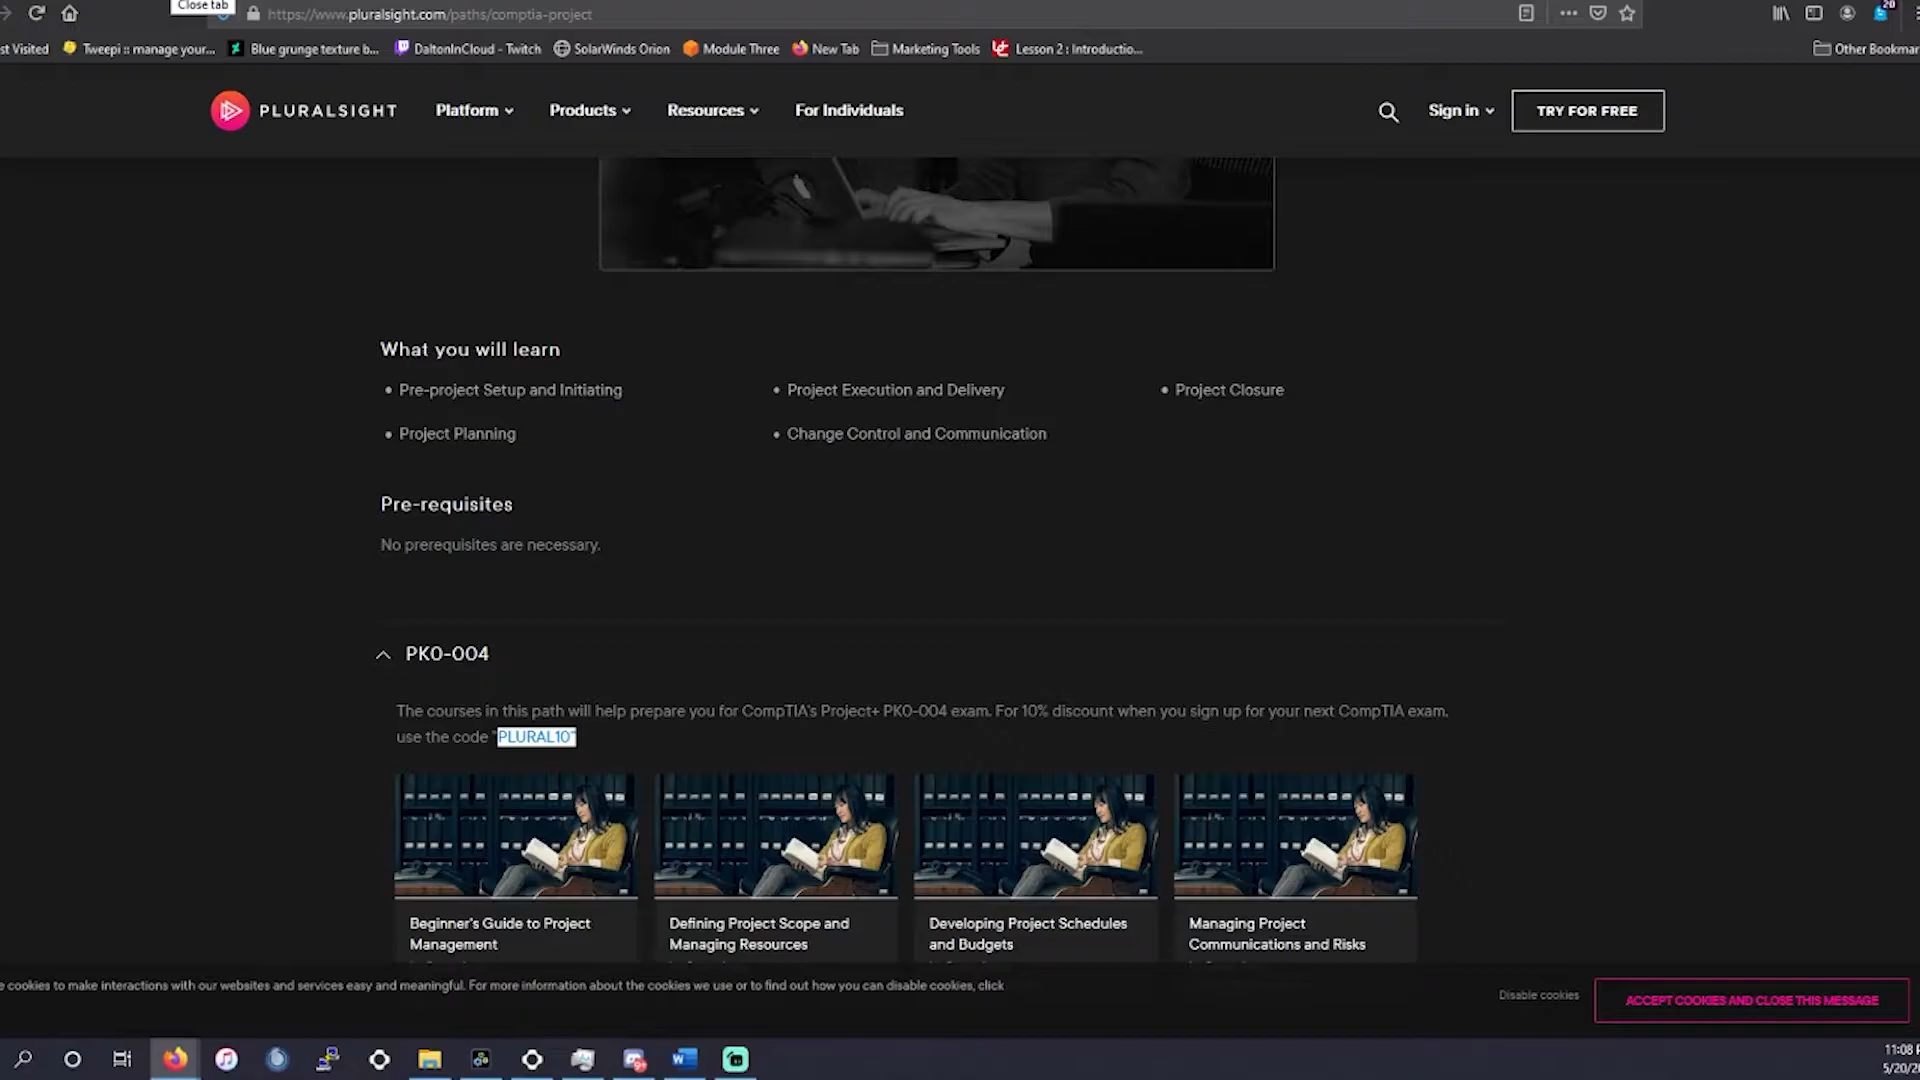 Close tab
https://www.pluralsight.com/paths/comptia-project
20
st Visited
Tweepi :: manage your...
Blue grunge texture b...
DaltonInCloud - Twitch
SolarWinds Orion
Module Three
New Tab
Marketing Tools
Lesson 2 : Introductio...
Other Bookmar
PLURALSIGHT
Platform
Products
Resources
For Individuals
Sign in
TRY FOR FREE
What you will learn
• Pre-project Setup and Initiating
• Project Execution and Delivery
• Project Closure
• Project Planning
• Change Control and Communication
Pre-requisites
No prerequisites are necessary.
PK0-004
The courses in this path will help prepare you for CompTIA's Project+ PK0-004 exam. For 10% discount when you sign up for your next CompTIA exam.
use the code "PLURAL10"
Beginner's Guide to Project
Management
Defining Project Scope and
Managing Resources
Developing Project Schedules
and Budgets
Managing Project
Communications and Risks
e cookies to make interactions with our websites and services easy and meaningful. For more information about the cookies we use or to find out how you can disable cookies, click
Disable cookies
ACCEPT COOKIES AND CLOSE THIS MESSAGE
11:08 P
5/20/20